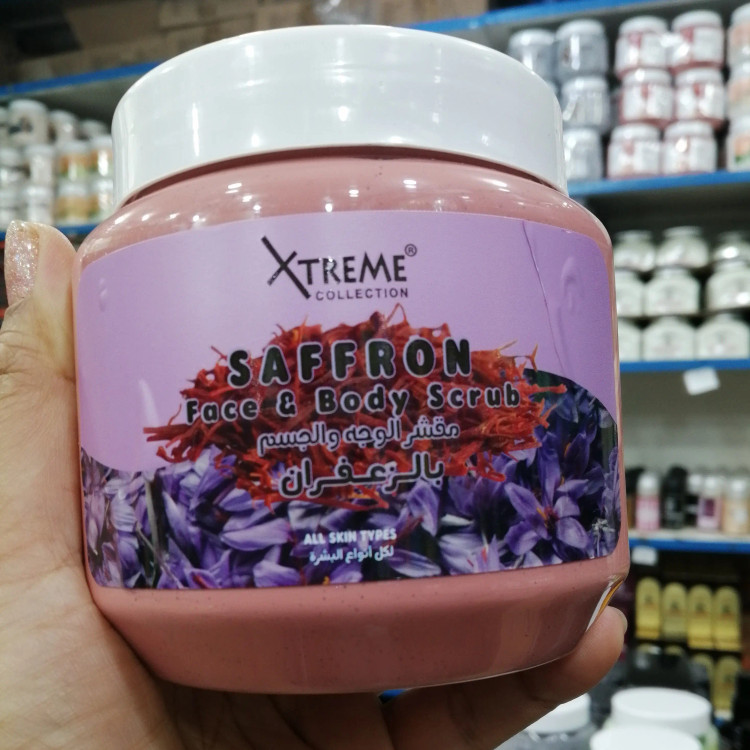 XTREME®
COLLECTION
SAFFRON
Face & Body Scrub
مقشر الوجه والجسم
بالزعفران
ALL SKIN TYPES
لكل أنواع البشرة